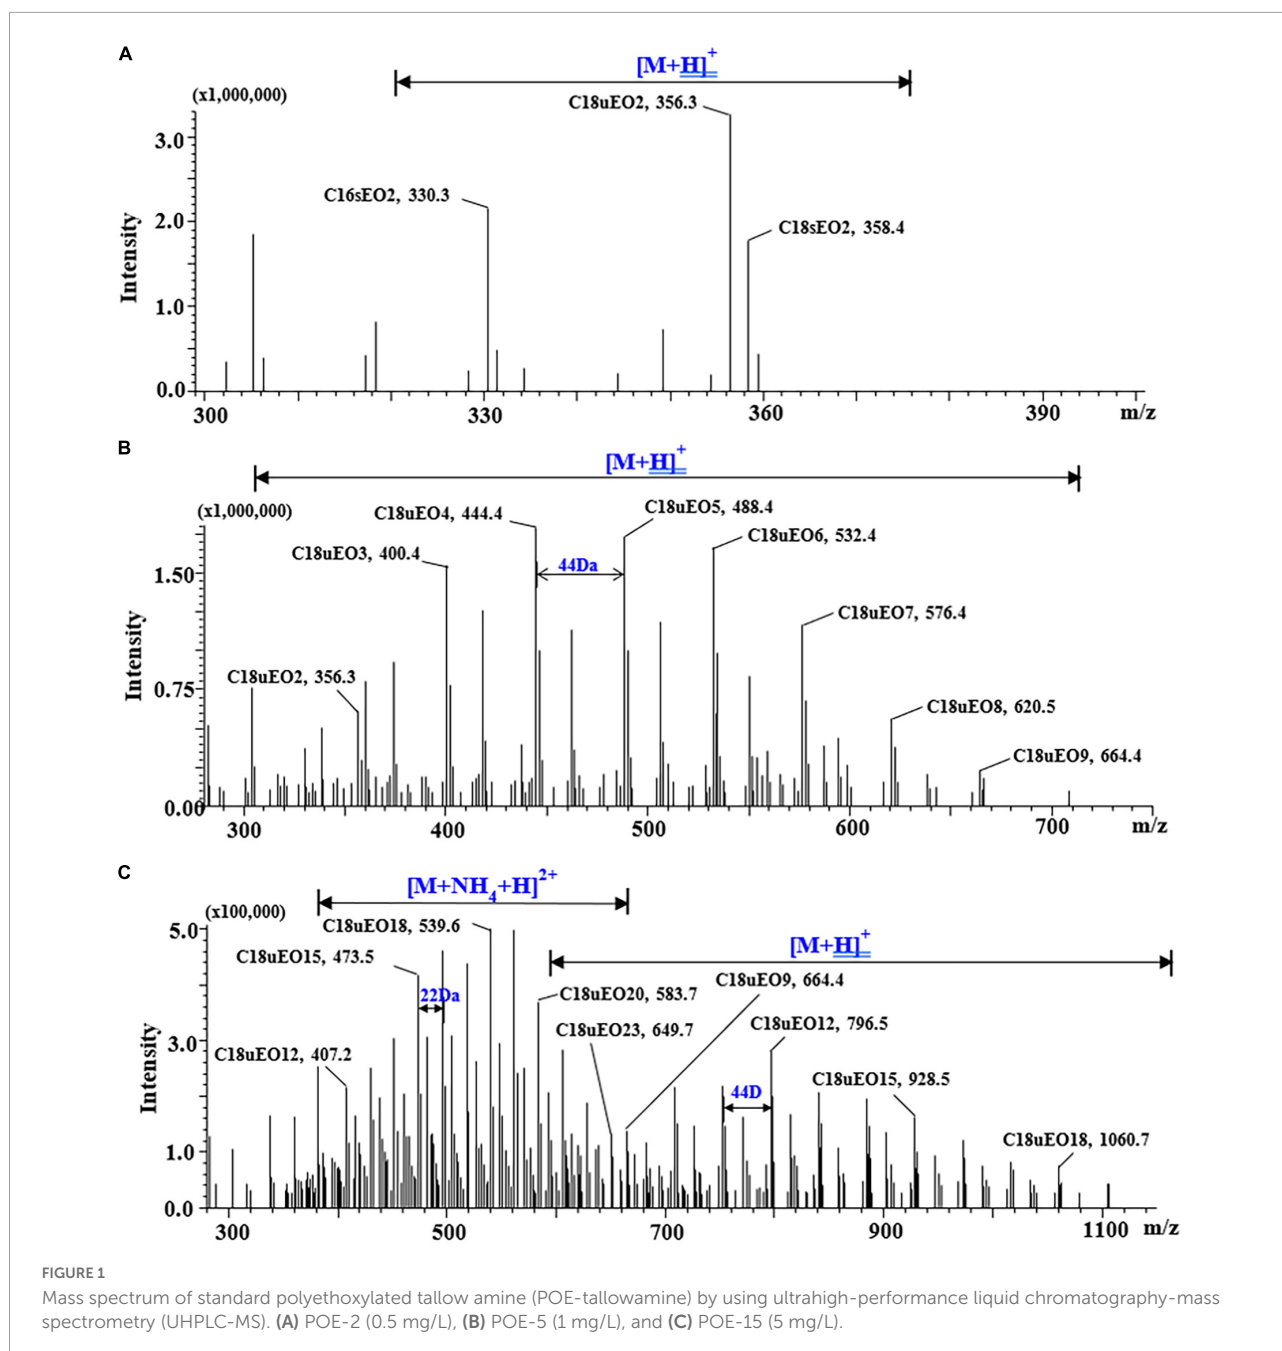 A
[M+H]+
(x1,000,000)
C18uEO2, 356.3
3.0
C16sEO2, 330.3
2.0
C18sEO2, 358.4
Intensity
1.0
0.0
300 330 360 390 m/z
B
[M+H]+
(x1,000,000)
C18uEO4, 444.4
C18uEO5, 488.4
C18uEO6, 532.4
C18uEO3, 400.4
44Da
1.50
C18uEO7, 576.4
Intensity
C18uEO2, 356.3
0.75
C18uEO8, 620.5
C18uEO9, 664.4
0.00
300 400 500 600 700 m/z
C
[M+NH4+H]2+
(x100,000)
5.0
C18uEO18, 539.6
[M+H]+
C18uEO15, 473.5
C18uEO9, 664.4
22Da
C18uEO20, 583.7
C18uEO23, 649.7
C18uEO12, 796.5
3.0
C18uEO12, 407.2
Intensity
C18uEO15, 928.5
44D
C18uEO18, 1060.7
1.0
0.0
300 500 700 900 1100 m/z
FIGURE 1
Mass spectrum of standard polyethoxylated tallow amine (POE-tallowamine) by using ultrahigh-performance liquid chromatography-mass
spectrometry (UHPLC-MS). (A) POE-2 (0.5 mg/L), (B) POE-5 (1 mg/L), and (C) POE-15 (5 mg/L).